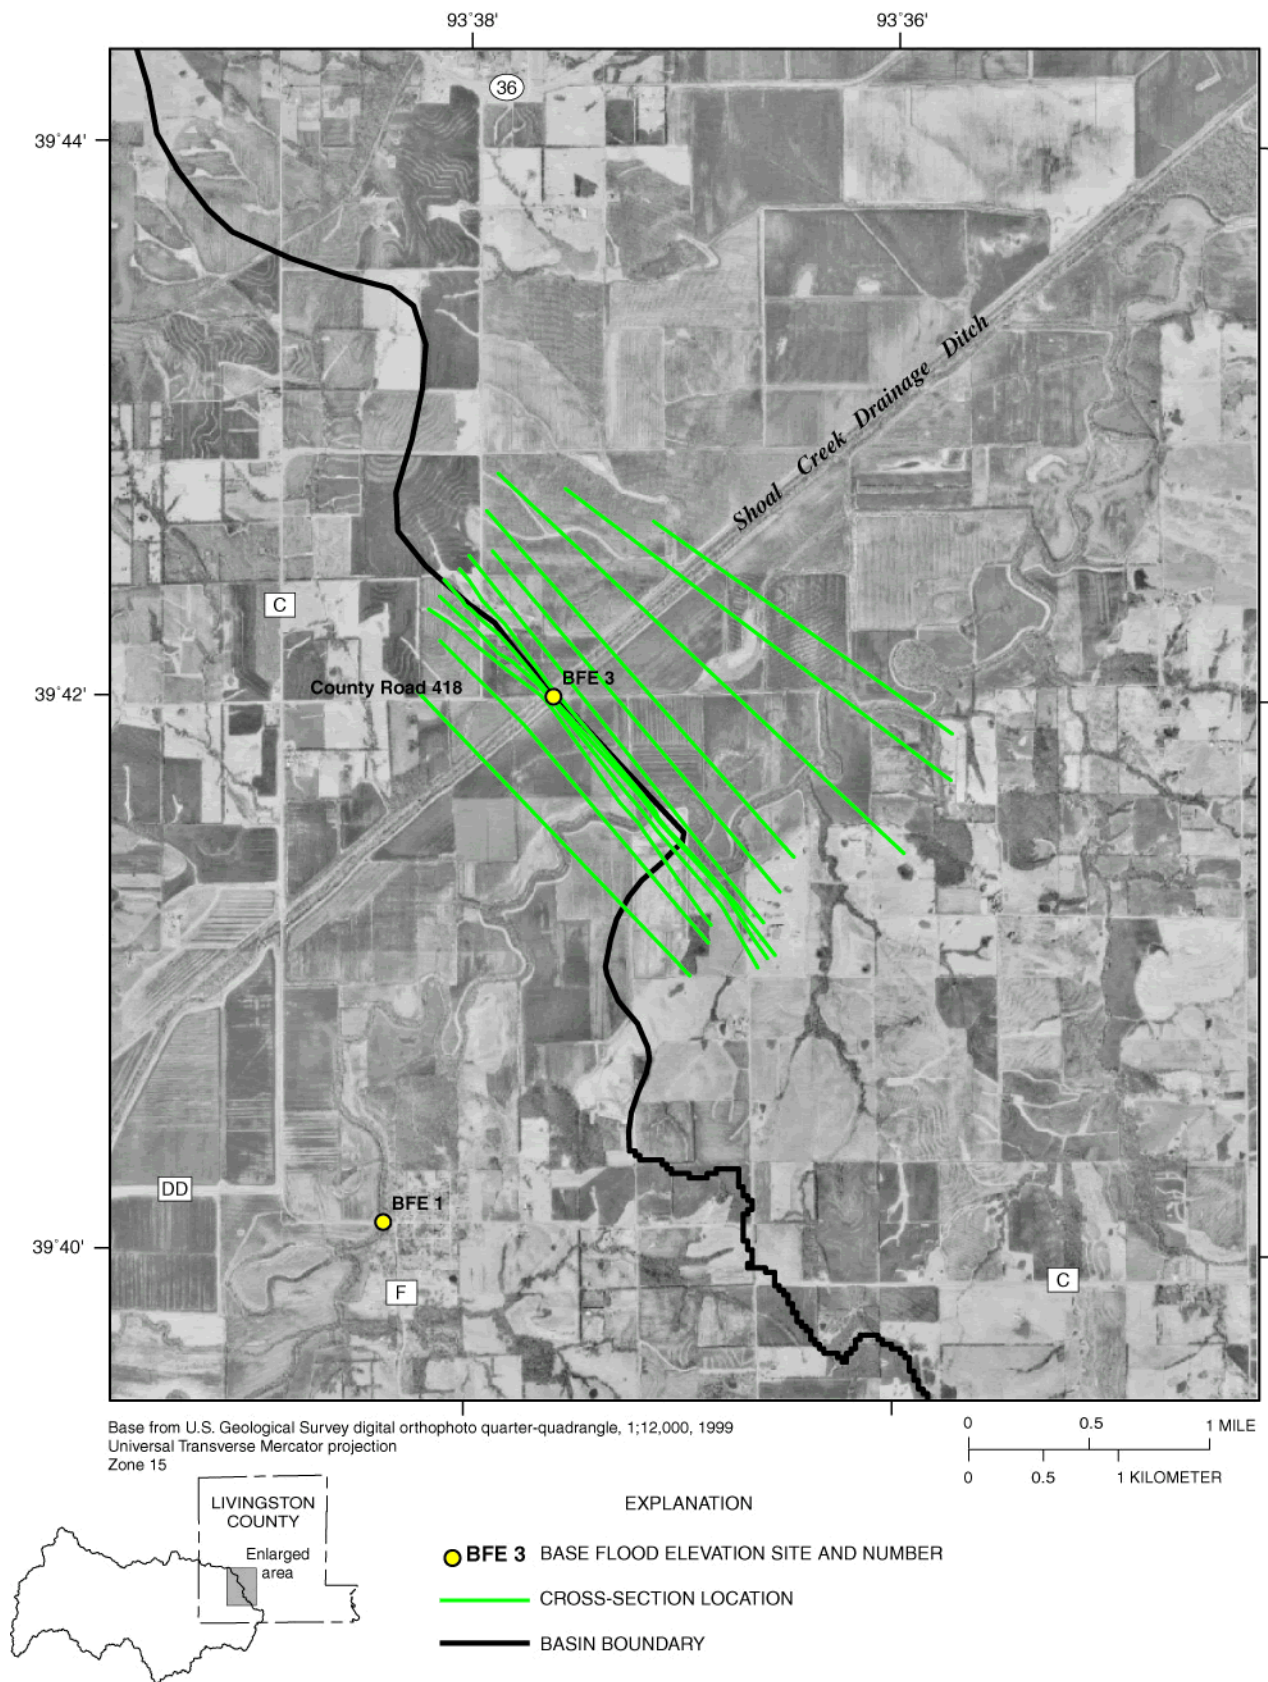 93°38'
93°36'
36
39°44'
Shoal Creek Drainage Ditch
C
39°42'
BFE 3
County Road 418
DD
BFE 1
39°40'
F
C
Base from U.S. Geological Survey digital orthophoto quarter-quadrangle, 1;12,000, 1999
Universal Transverse Mercator projection
Zone 15
0 0.5 1 MILE
0 0.5 1 KILOMETER
LIVINGSTON
COUNTY
Enlarged
area
EXPLANATION
BFE 3 BASE FLOOD ELEVATION SITE AND NUMBER
CROSS-SECTION LOCATION
BASIN BOUNDARY